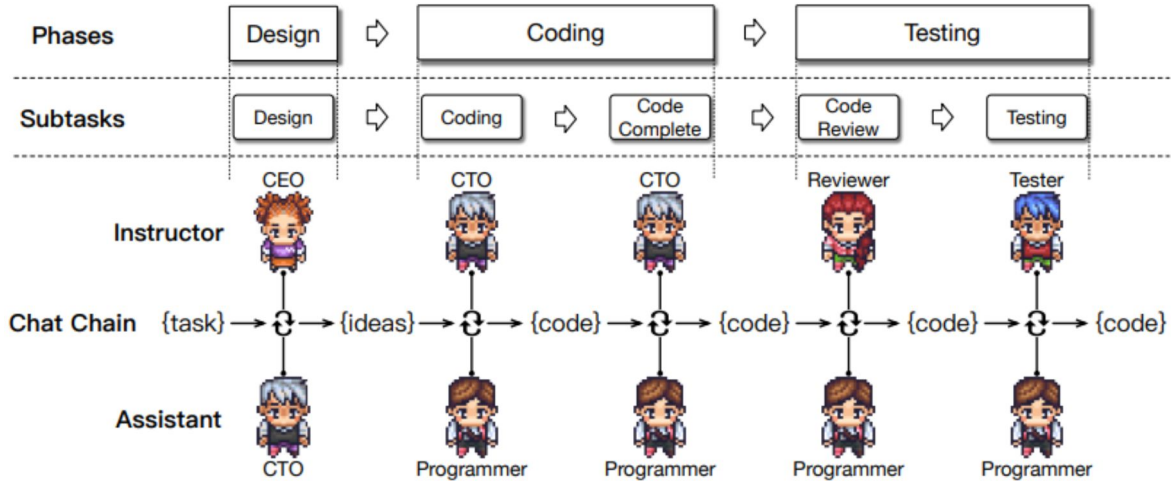 Phases Design Coding Testing
Subtasks Design Coding Code Complete Code Review Testing
CEO CTO CTO Reviewer Tester
Instructor
Chat Chain {task} {ideas} {code} {code} {code} {code}
Assistant
CTO Programmer Programmer Programmer Programmer